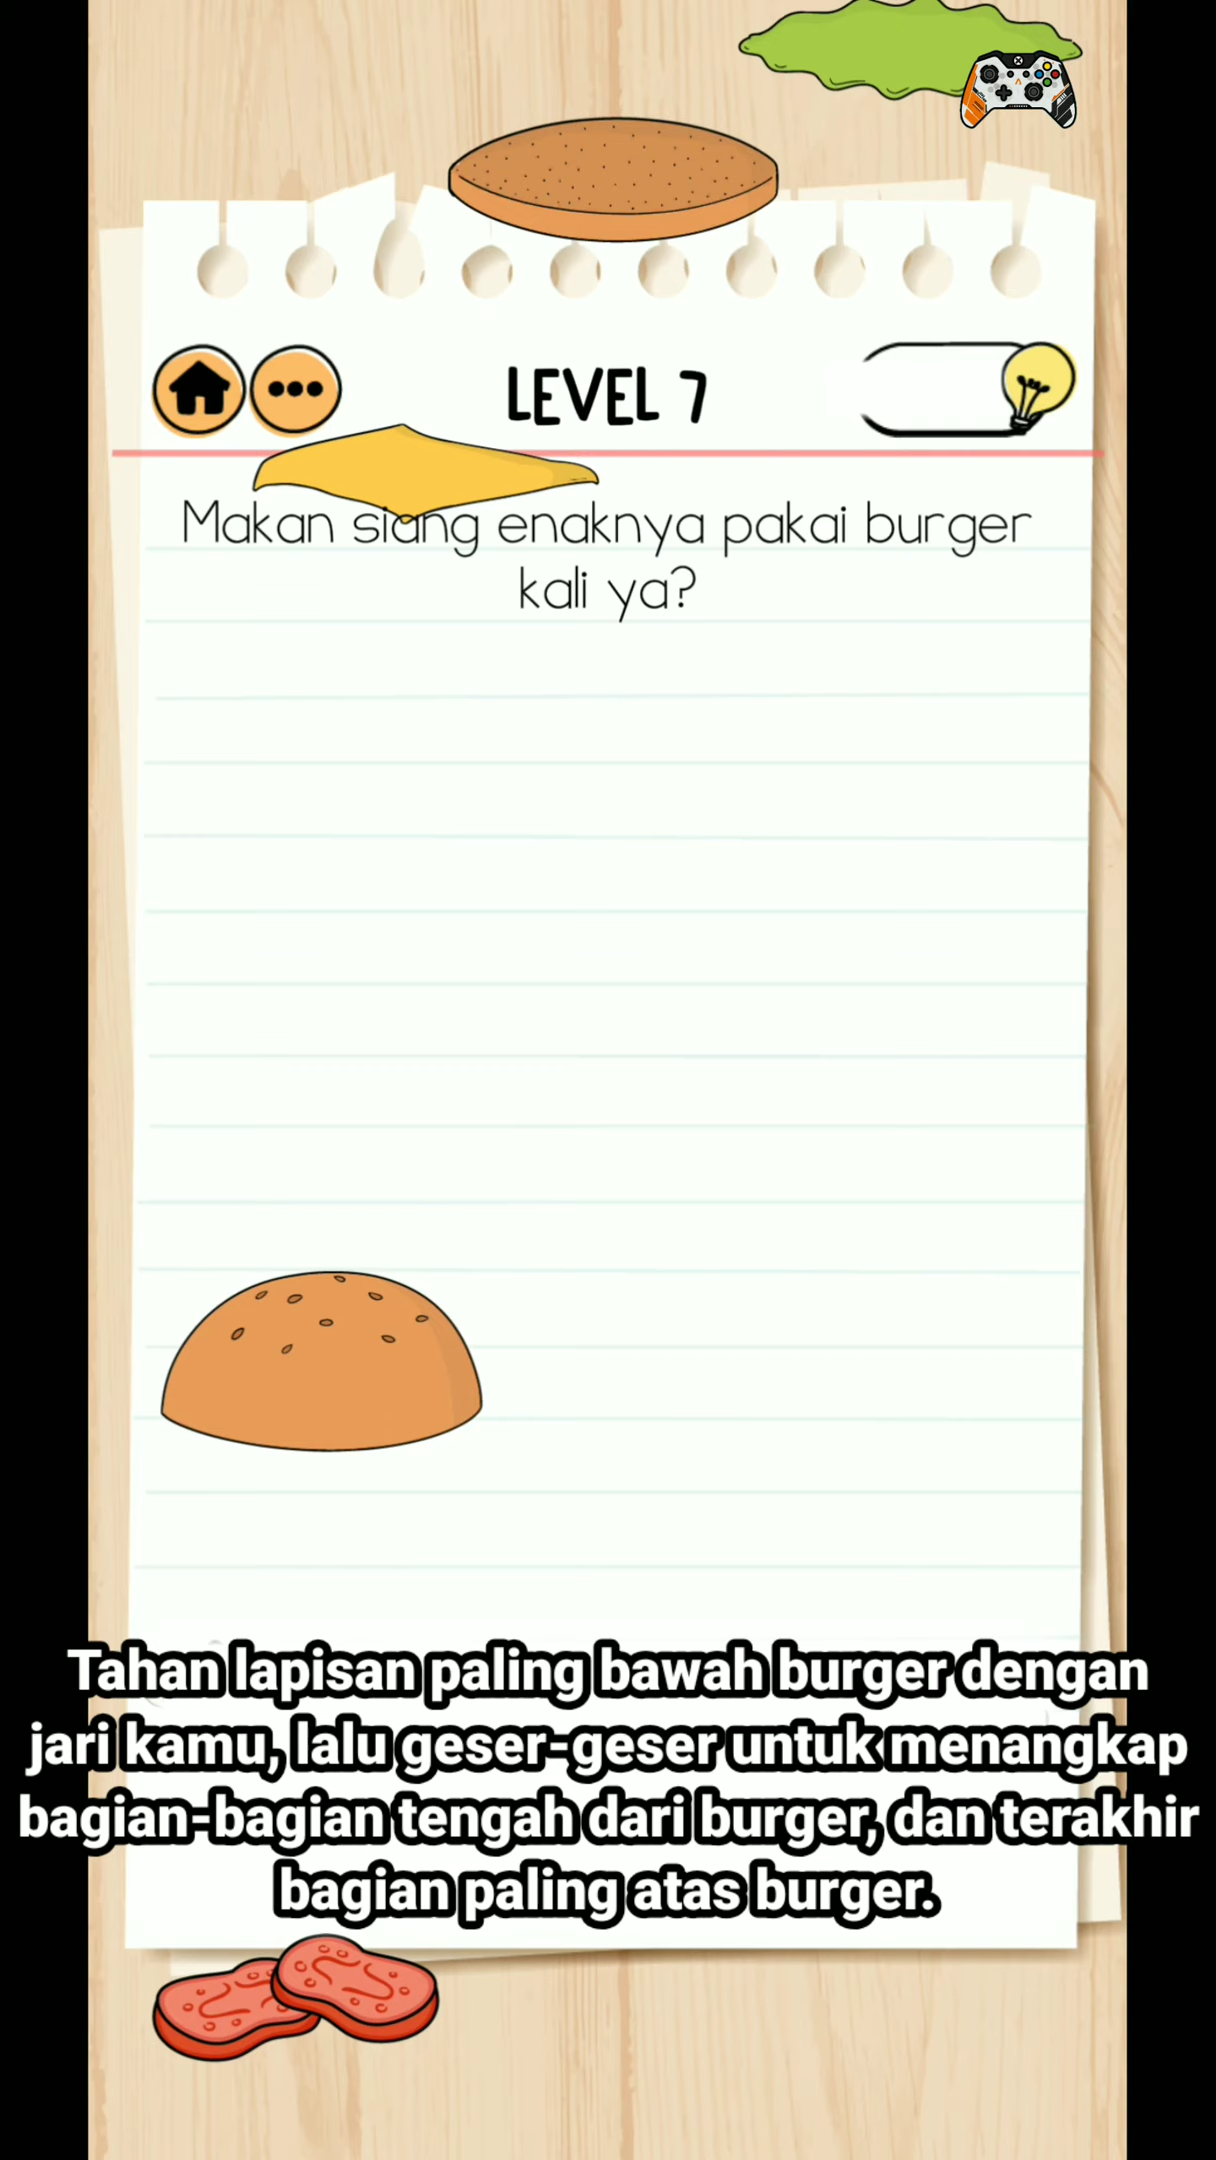 LEVEL 7
Makan siang enaknya pakai burger
kali ya?
Tahan lapisan paling bawah burger dengan
jari kamu, lalu geser-geser untuk menangkap
bagian-bagian tengah dari burger, dan terakhir
bagian paling atas burger.